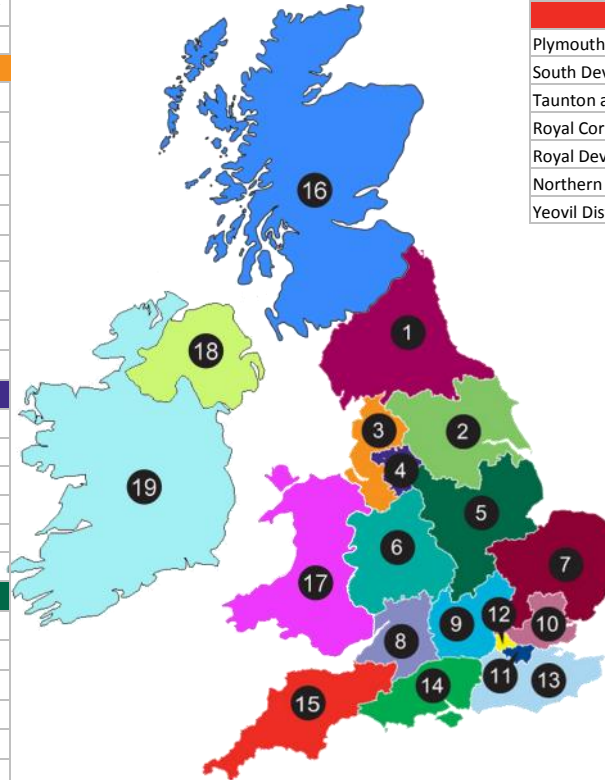 Plymouth
South Dev
Taunton a
Royal Cor
Royal Dev
Northern
Yeovil Dis
16
1
18
3
2
4
19
5
6
7
17
12
10
9
8
11
13
14
15